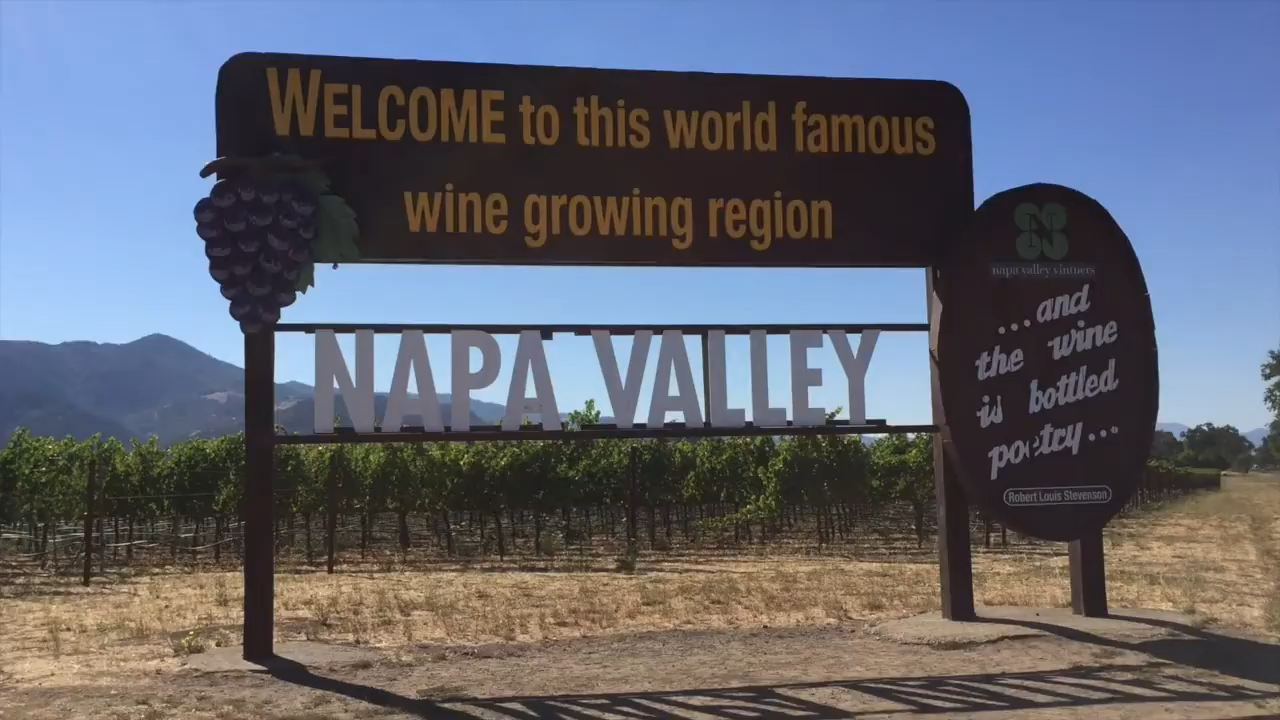 WELCOME to this world famous
wine growing region
NAPA VALLEY
N
napa valley vintners
...and
the wine
is bottled
poetry...
Robert Louis Stevenson